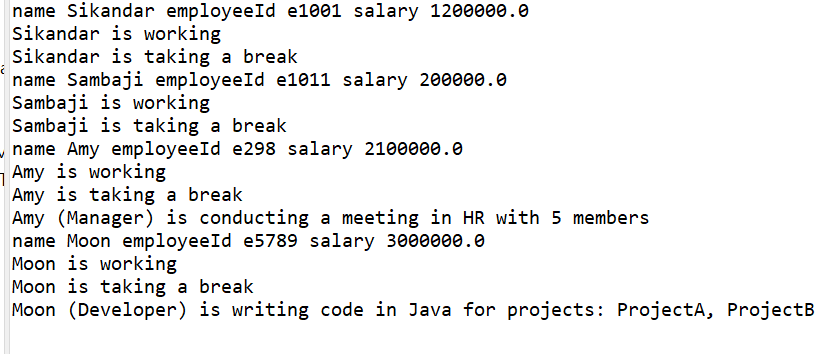 name Sikandar employeeId e1001 salary 1200000.0
Sikandar is working
Sikandar is taking a break
name Sambaji employeeId e1011 salary 200000.0
Sambaji is working
Sambaji is taking a break
name Amy employeeId e298 salary 2100000.0
Amy is working
Amy is taking a break
Amy (Manager) is conducting a meeting in HR with 5 members
name Moon employeeId e5789 salary 3000000.0
Moon is working
Moon is taking a break
Moon (Developer) is writing code in Java for projects: ProjectA, ProjectB